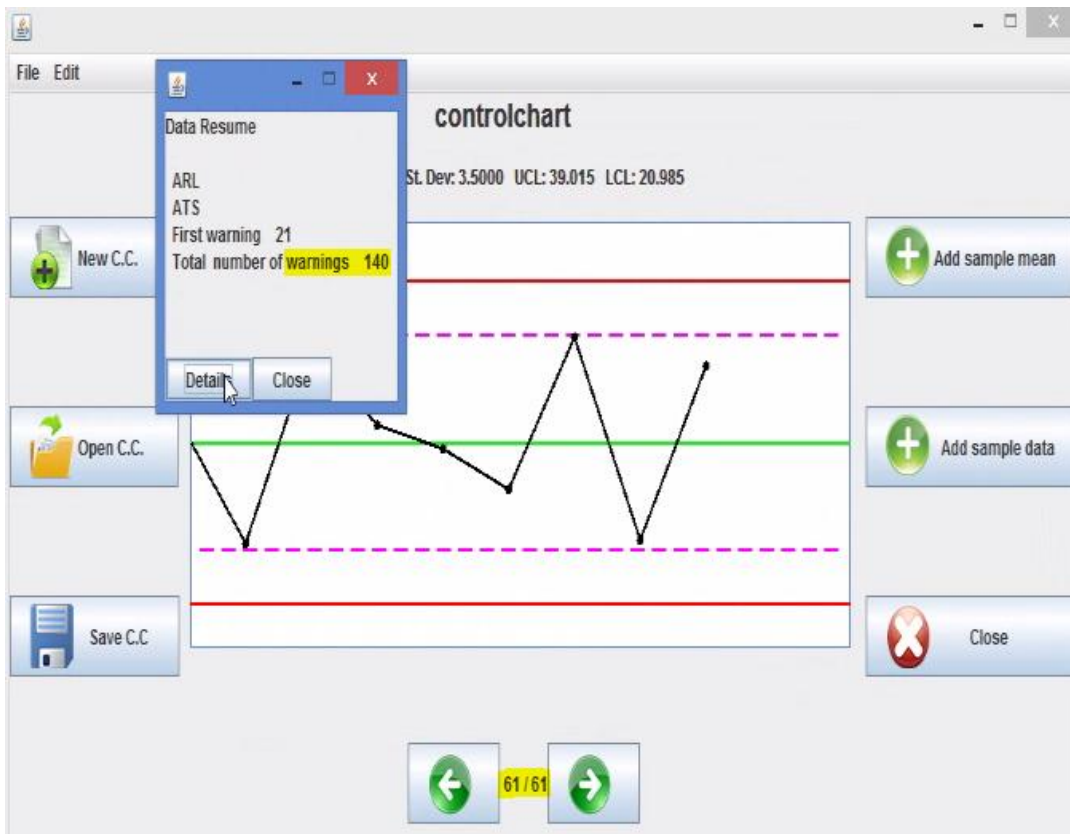 File Edit
X
X
Data Resume
ARL
ATS
First warning 21
Total number of warnings 140
Details
Close
controlchart
St. Dev: 3.5000 UCL: 39.015 LCL: 20.985
New C.C.
Add sample mean
Open C.C.
Add sample data
Save C.C
Close
61 / 61